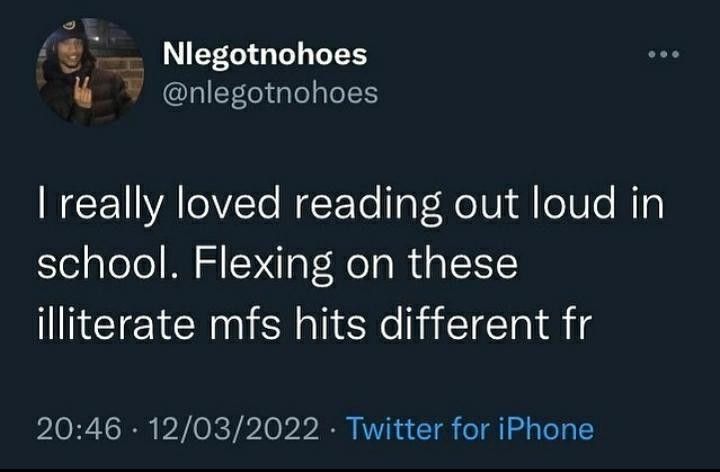 Nlegotnohoes
@nlegotnohoes
I really loved reading out loud in
school. Flexing on these
illiterate mfs hits different fr
20:46 · 12/03/2022 · Twitter for iPhone